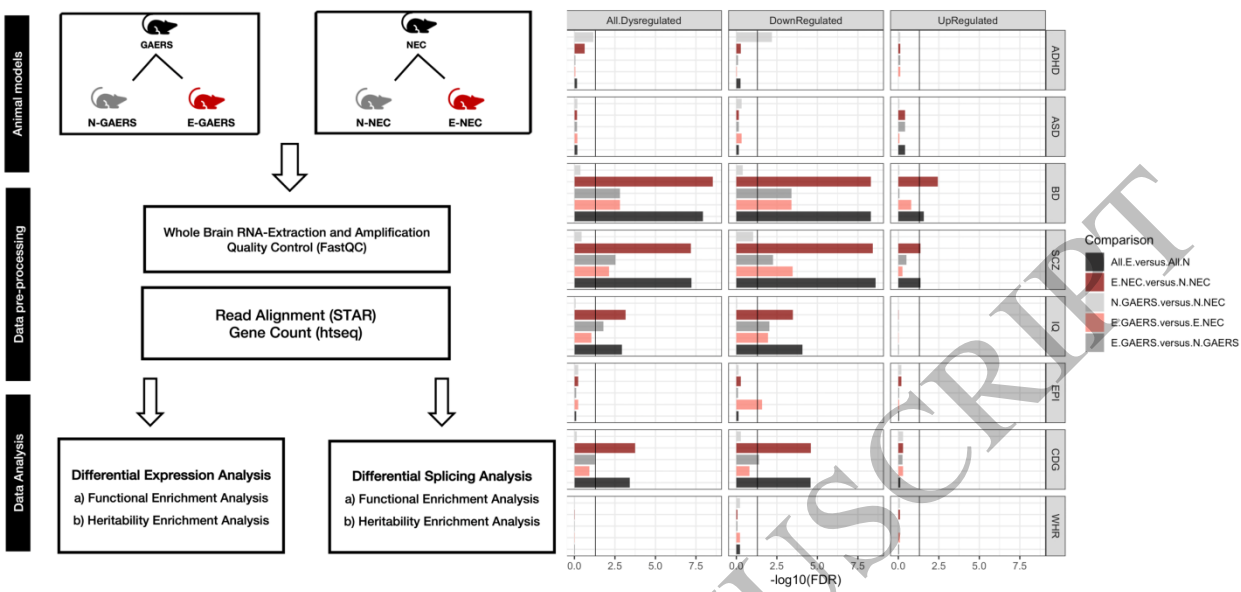 Animal models
GAERS
N-GAERS
E-GAERS
NEC
N-NEC
E-NEC
Data pre-processing
Whole Brain RNA-Extraction and Amplification
Quality Control (FastQC)
Read Alignment (STAR)
Gene Count (htseq)
Data Analysis
Differential Expression Analysis
a) Functional Enrichment Analysis
b) Heritability Enrichment Analysis
Differential Splicing Analysis
a) Functional Enrichment Analysis
b) Heritability Enrichment Analysis
All.Dysregulated
DownRegulated
UpRegulated
ADHD
ASD
BD
SCZ
IQ
EPI
CDG
WHR
0.0 2.5 5.0 7.5
0.0 2.5 5.0 7.5
0.0 2.5 5.0 7.5
-log10(FDR)
Comparison
All.E.versus.All.N
E.NEC.versus.N.NEC
N.GAERS.versus.N.NEC
E.GAERS.versus.E.NEC
E.GAERS.versus.N.GAERS
USCRIPT